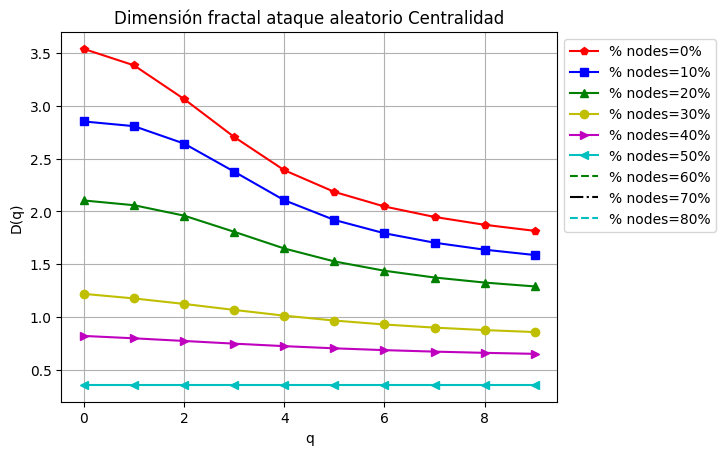 Dimensión fractal ataque aleatorio Centralidad
3.5
3.0
2.5
2.0
1.5
1.0
0.5
D(q)
0 2 4 6 8
q
% nodes=0%
% nodes=10%
% nodes=20%
% nodes=30%
% nodes=40%
% nodes=50%
% nodes=60%
% nodes=70%
% nodes=80%